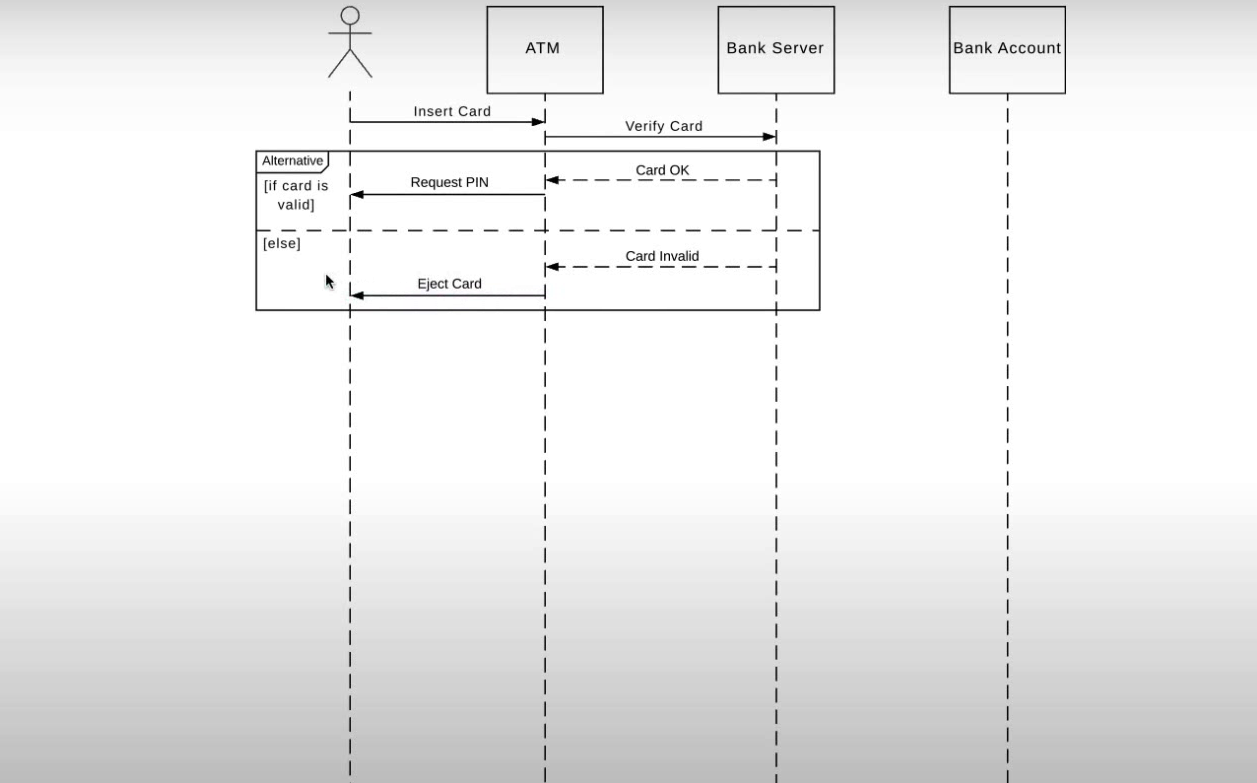 ATM
Bank Server
Bank Account
Insert Card
Verify Card
Alternative
Card OK
Request PIN
[if card is
valid]
[else]
Card Invalid
Eject Card